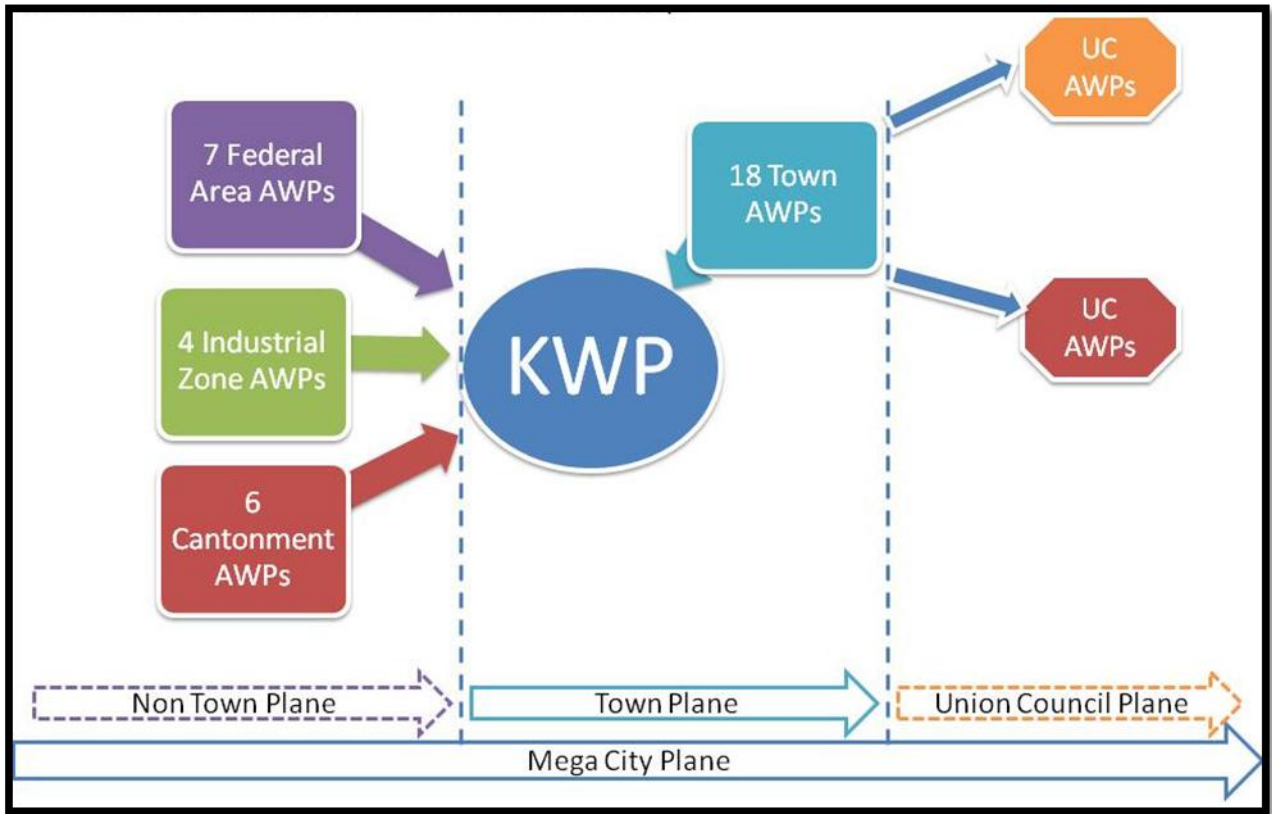 7 Federal
Area AWPs
4 Industrial
Zone AWPs
6
Cantonment
AWPs
KWP
18 Town
AWPs
UC
AWPs
UC
AWPs
Non Town Plane
Town Plane
Union Council Plane
Mega City Plane